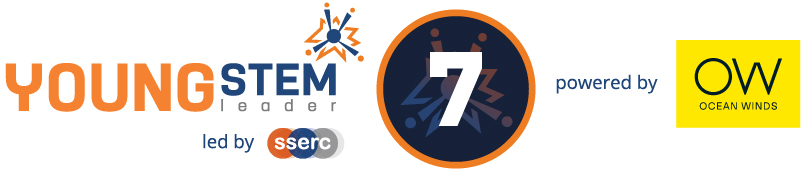 YOUNG STEM
leader
led by sserc
7
powered by
OW
OCEAN WINDS